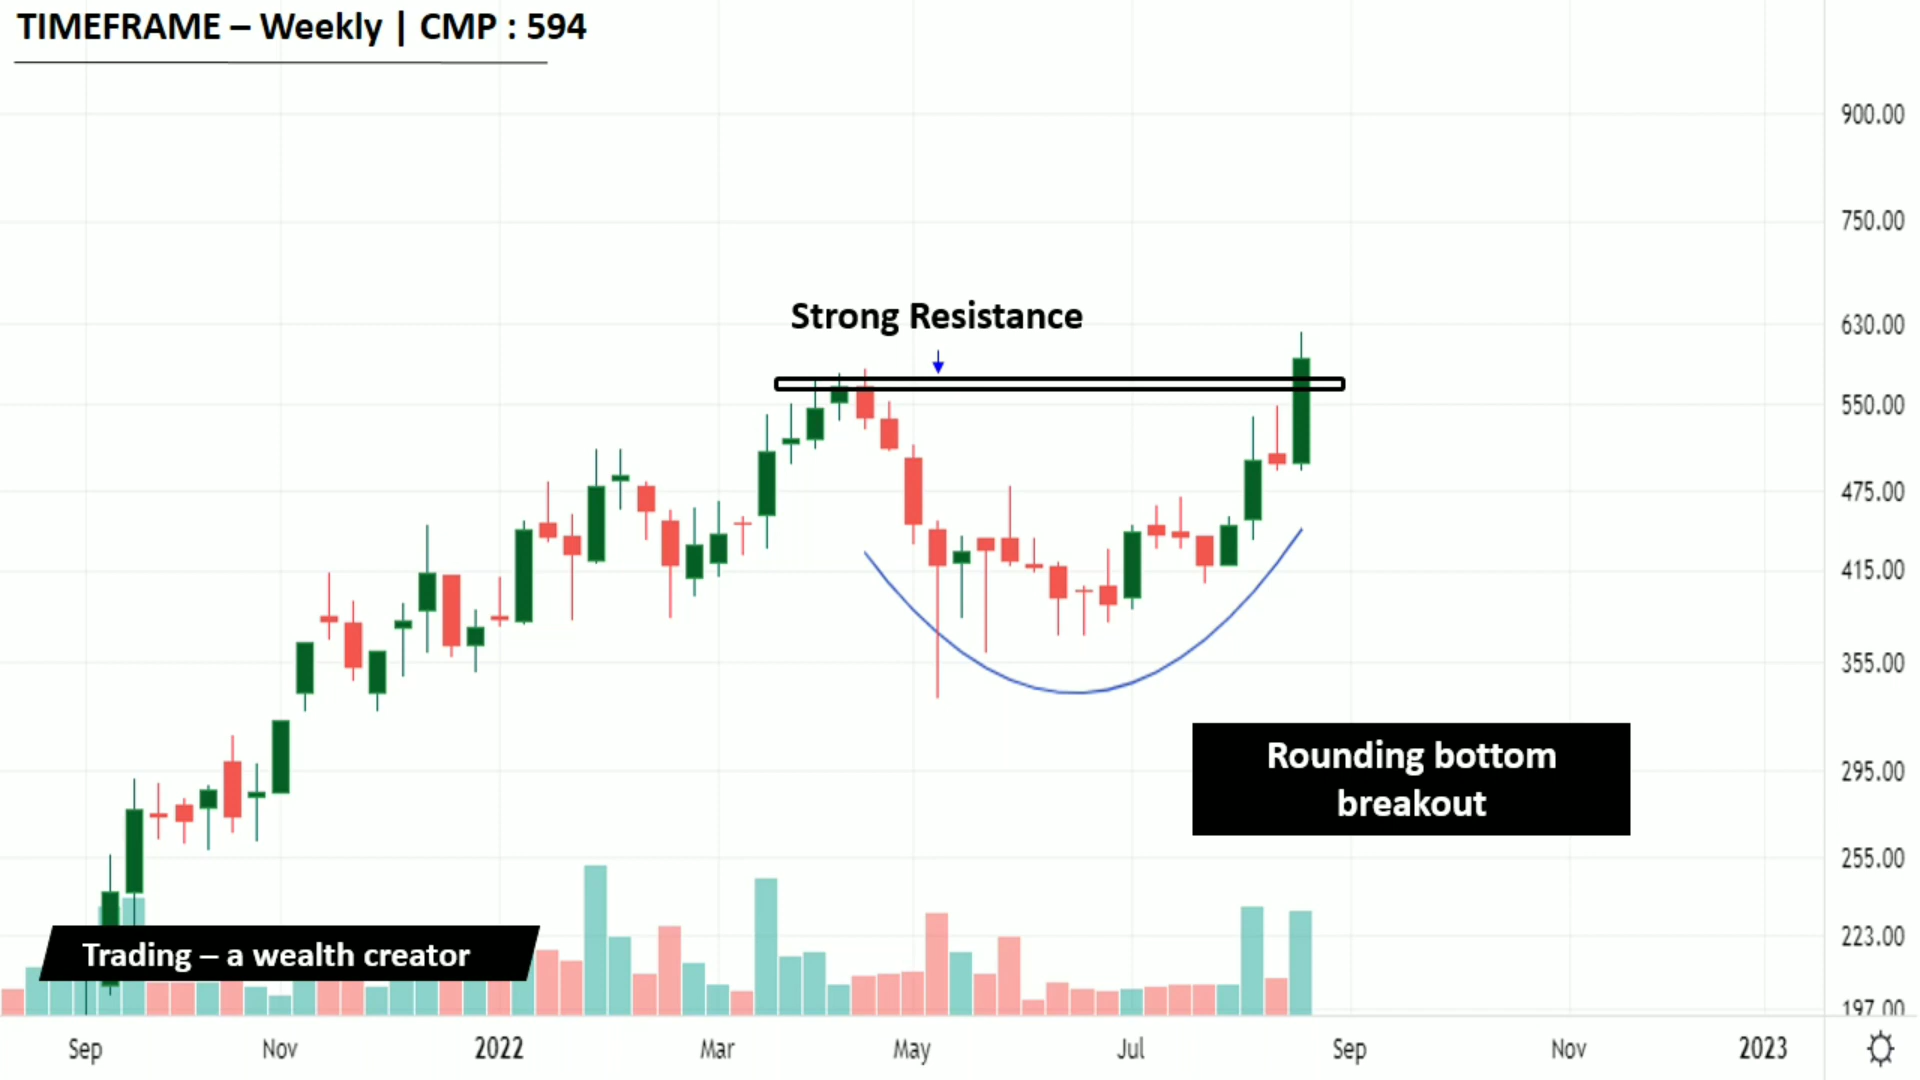 TIMEFRAME – Weekly | CMP : 594
900.00
750.00
Strong Resistance
630.00
550.00
475.00
415.00
355.00
Rounding bottom
breakout
295.00
255.00
Trading – a wealth creator
223.00
197.00
Sep Nov 2022 Mar May Jul Sep Nov 2023